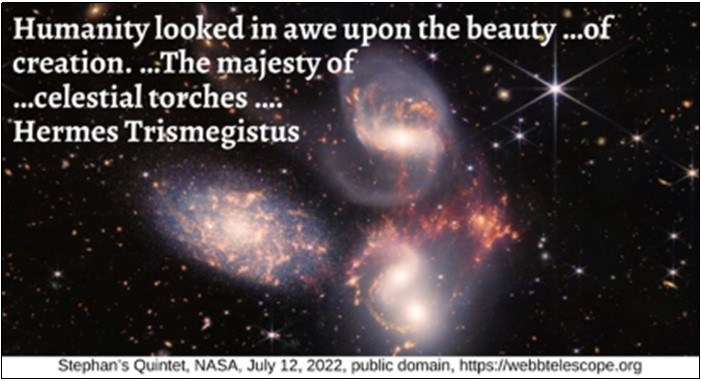 Humanity looked in awe upon the beauty ...of
creation. ...The majesty of
...celestial torches ....
Hermes Trismegistus
Stephan's Quintet, NASA, July 12, 2022, public domain, https://webbtelescope.org